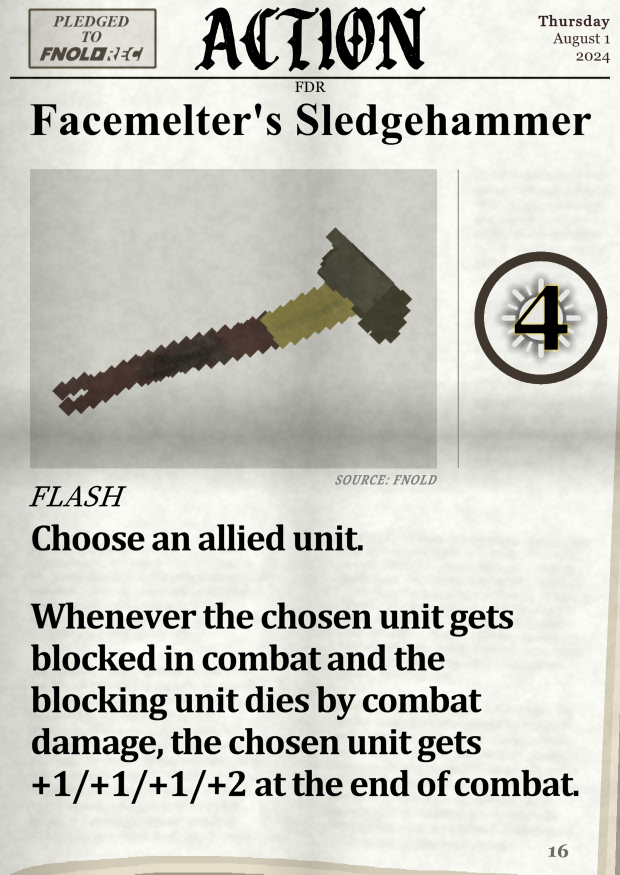 PLEDGED
TO
FNOLD REC
ACTION
Thursday
August 1
2024
FDR
Facemelter's Sledgehammer
4
SOURCE: FNOLD
FLASH
Choose an allied unit.
Whenever the chosen unit gets
blocked in combat and the
blocking unit dies by combat
damage, the chosen unit gets
+1/+1/+1/+2 at the end of combat.
16